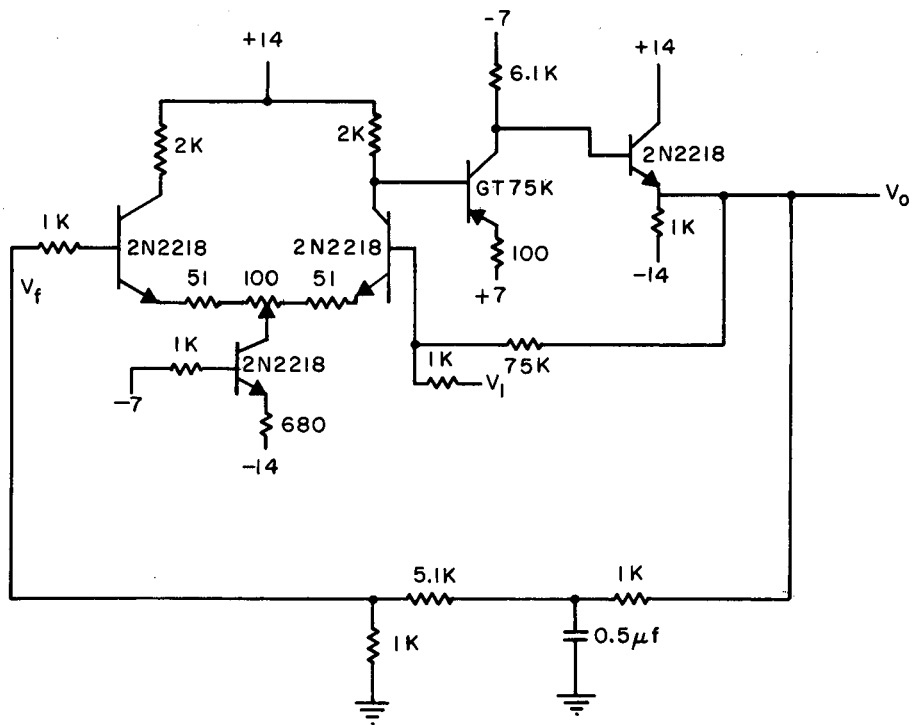 -7
+14
+14
6.1K
2K
2K
2N2218
GT75K
V₀
1K
2N2218
2N2218
1K
100
-14
Vf
51
100
51
+7
1K
2N2218
1K
75K
V₁
-7
680
-14
5.1K
1K
1K
0.5μf